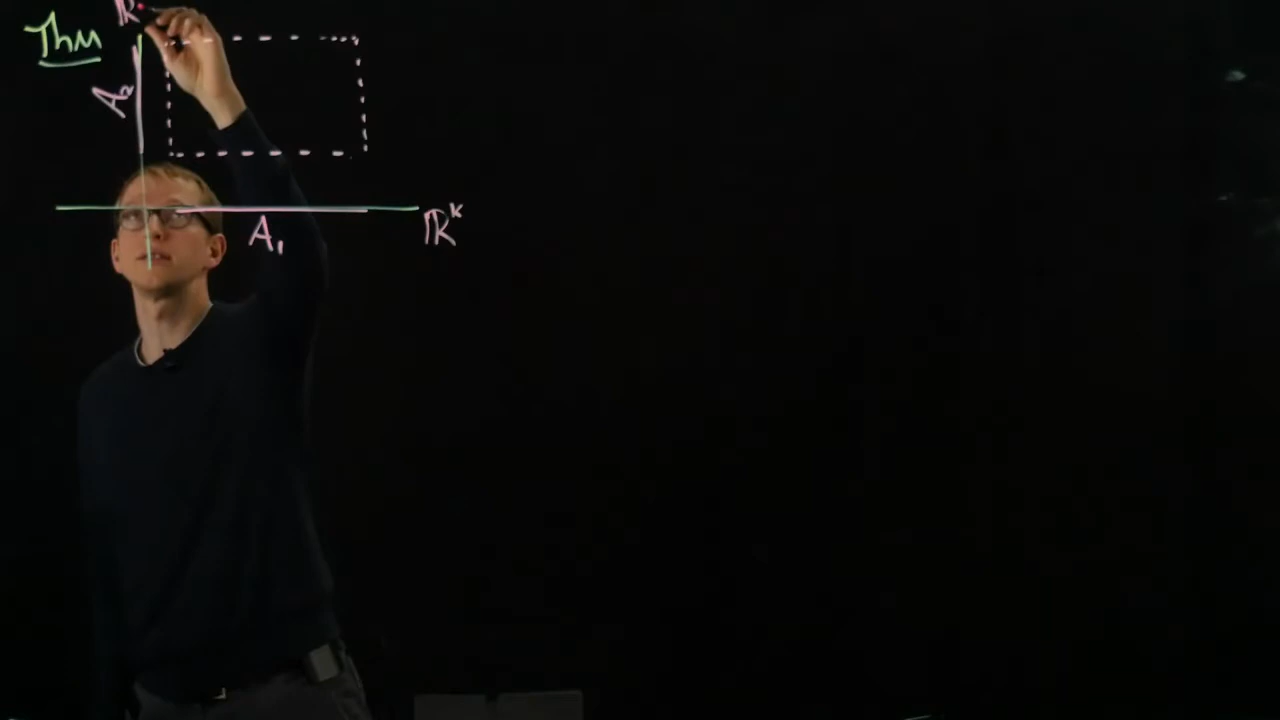 ℝ
Thm
A₂
A₁ ℝᵏ